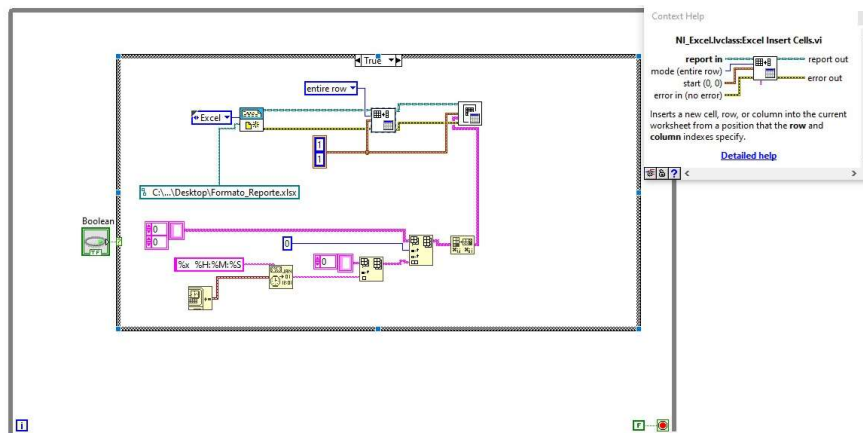 Context Help
NI_Excel.lvclass:Excel Insert Cells.vi
report in
mode (entire row)
start (0, 0)
error in (no error)
report out
error out
Inserts a new cell, row, or column into the current
worksheet from a position that the row and
column indexes specify.
Detailed help
?
True
entire row
Excel
1
1
C:\...\Desktop\Formato_Reporte.xlsx
Boolean
TF
0
0
0
%x %H:%M:%S
0
i
F